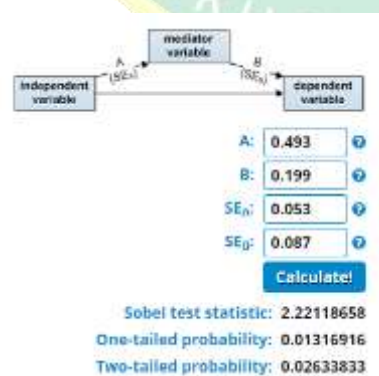 mediator
variable
A
(SEA)
B
(SEB)
independent
variable
dependent
variable
A: 0.493
B: 0.199
SEA: 0.053
SEB: 0.087
Calculate!
Sobel test statistic: 2.22118658
One-tailed probability: 0.01316916
Two-tailed probability: 0.02633833